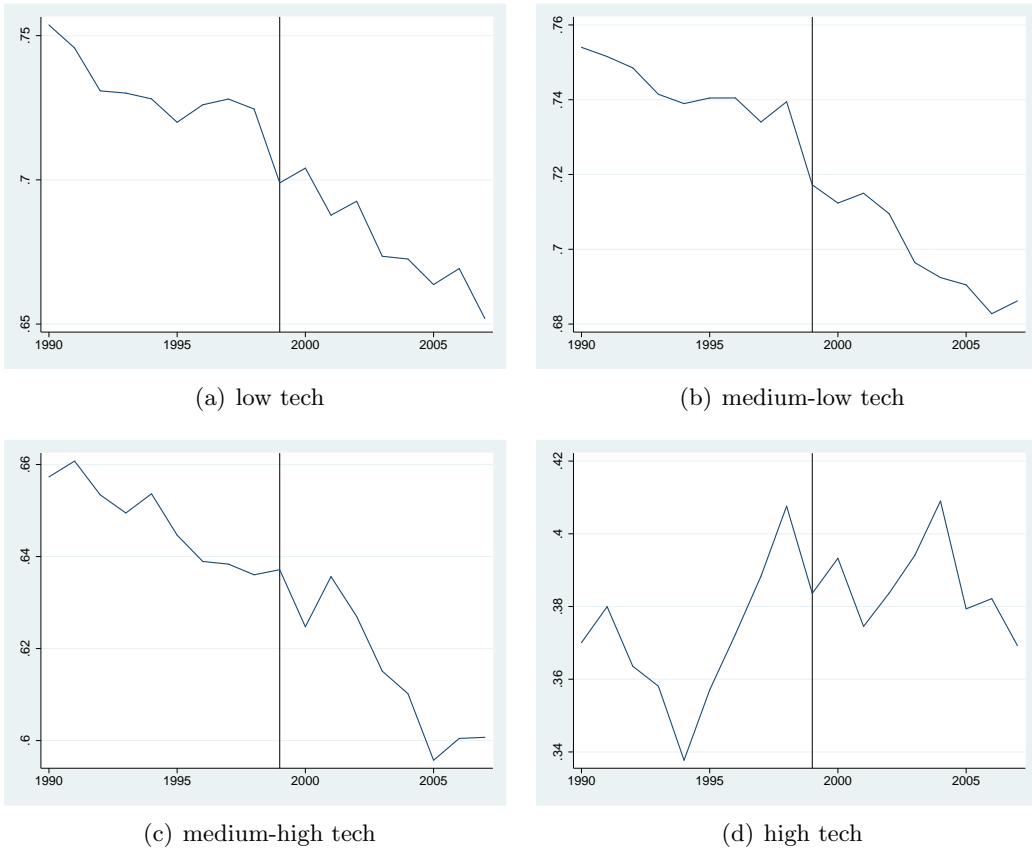 .75
.7
.65
1990 1995 2000 2005
(a) low tech
.76
.74
.72
.7
.68
1990 1995 2000 2005
(b) medium-low tech
.66
.64
.62
.6
1990 1995 2000 2005
(c) medium-high tech
.42
.4
.38
.36
.34
1990 1995 2000 2005
(d) high tech